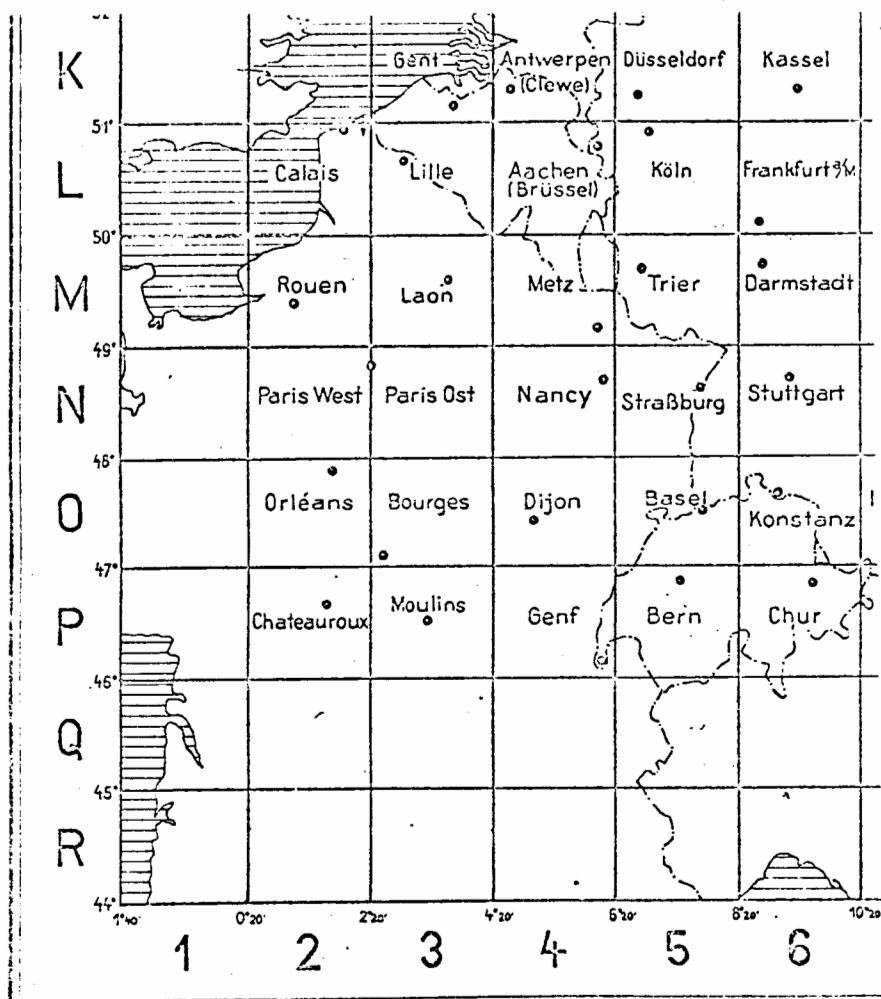 52°
K
Gent
Antwerpen
(Clewe)
Düsseldorf
Kassel
51°
L
Calais
Lille
Aachen
(Brüssel)
Köln
Frankfurt a/M
50°
M
Rouen
Laon
Metz
Trier
Darmstadt
49°
N
Paris West
Paris Ost
Nancy
Straßburg
Stuttgart
48°
O
Orléans
Bourges
Dijon
Basel
Konstanz
47°
P
Chateauroux
Moulins
Genf
Bern
Chur
46°
Q
45°
R
44°
1°40'
0°20'
2°20'
4°20'
6°20'
8°20'
10°20'
1
2
3
4
5
6